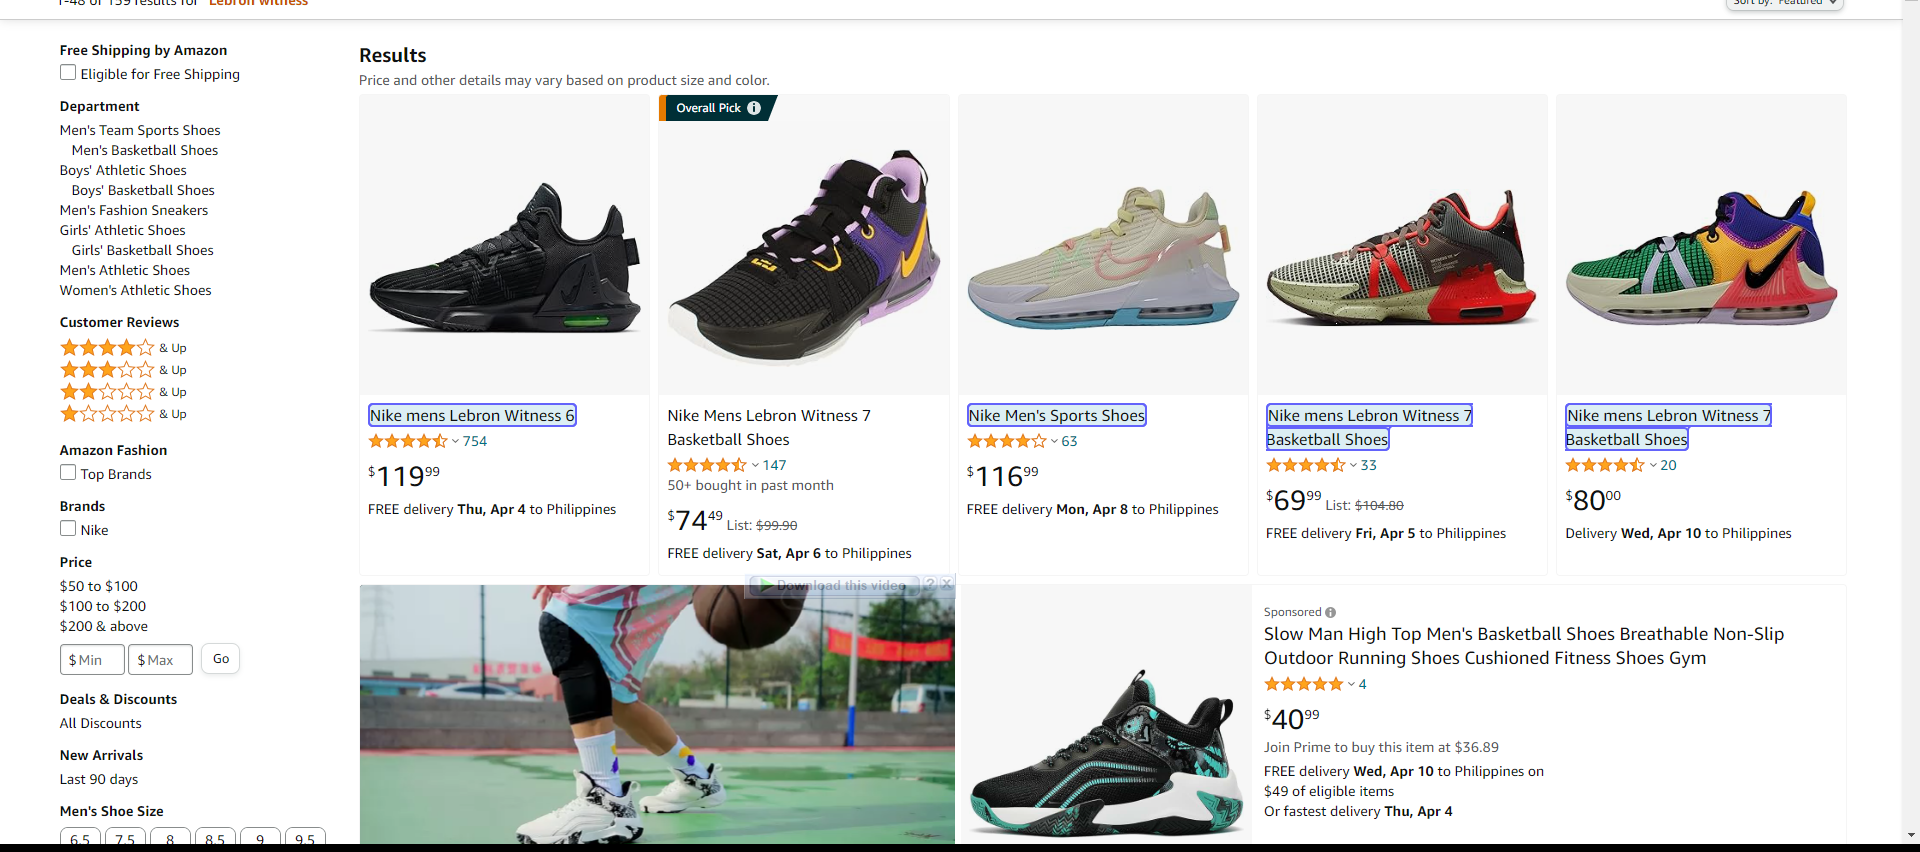 1-48 of 139 results for "Lebron witness"
Sort by: Featured
Free Shipping by Amazon
Eligible for Free Shipping
Department
Men's Team Sports Shoes
Men's Basketball Shoes
Boys' Athletic Shoes
Boys' Basketball Shoes
Men's Fashion Sneakers
Girls' Athletic Shoes
Girls' Basketball Shoes
Men's Athletic Shoes
Women's Athletic Shoes
Customer Reviews
& Up
& Up
& Up
& Up
Amazon Fashion
Top Brands
Brands
Nike
Price
$50 to $100
$100 to $200
$200 & above
$ Min
$ Max
Go
Deals & Discounts
All Discounts
New Arrivals
Last 90 days
Men's Shoe Size
6.5 7.5 8 8.5 9 9.5
Results
Price and other details may vary based on product size and color.
Nike mens Lebron Witness 6
754
$119.99
FREE delivery Thu, Apr 4 to Philippines
Overall Pick
Nike Mens Lebron Witness 7
Basketball Shoes
147
50+ bought in past month
$74.49 List: $99.90
FREE delivery Sat, Apr 6 to Philippines
Nike Men's Sports Shoes
63
$116.99
FREE delivery Mon, Apr 8 to Philippines
Nike mens Lebron Witness 7
Basketball Shoes
33
$69.99 List: $104.80
FREE delivery Fri, Apr 5 to Philippines
Nike mens Lebron Witness 7
Basketball Shoes
20
$80.00
Delivery Wed, Apr 10 to Philippines
Download this video ? X
Sponsored
Slow Man High Top Men's Basketball Shoes Breathable Non-Slip
Outdoor Running Shoes Cushioned Fitness Shoes Gym
4
$40.99
Join Prime to buy this item at $36.89
FREE delivery Wed, Apr 10 to Philippines on
$49 of eligible items
Or fastest delivery Thu, Apr 4